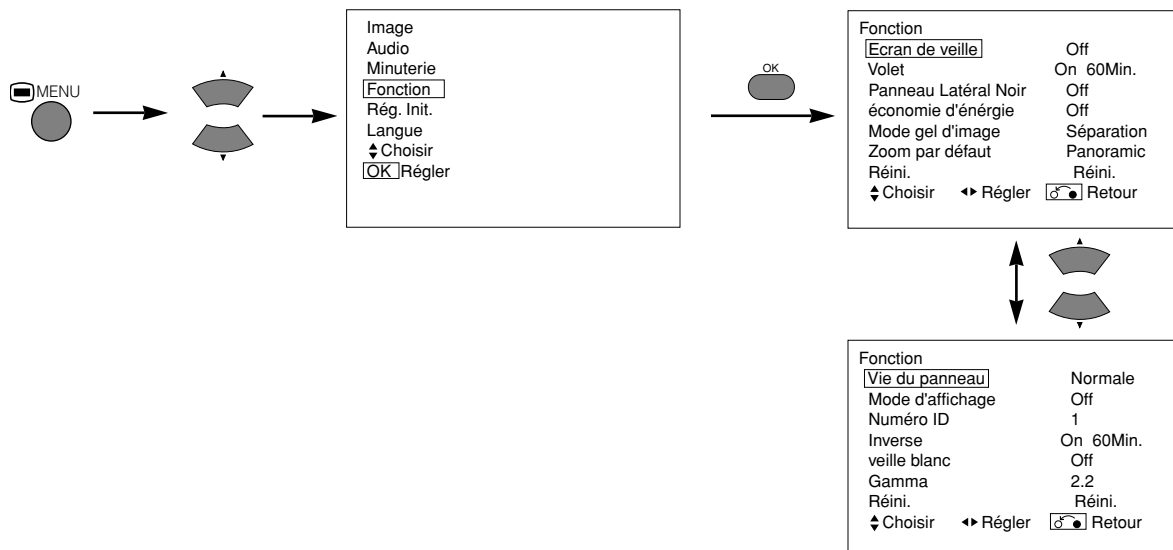 MENU
Image
Audio
Minuterie
Fonction
Rég. Init.
Langue
Choisir
OK Régler
OK
Fonction
Ecran de veille Off
Volet On 60Min.
Panneau Latéral Noir Off
économie d'énérgie Off
Mode gel d'image Séparation
Zoom par défaut Panoramic
Réini. Réini.
Choisir Régler Retour
Fonction
Vie du panneau Normale
Mode d'affichage Off
Numéro ID 1
Inverse On 60Min.
veille blanc Off
Gamma 2.2
Réini. Réini.
Choisir Régler Retour